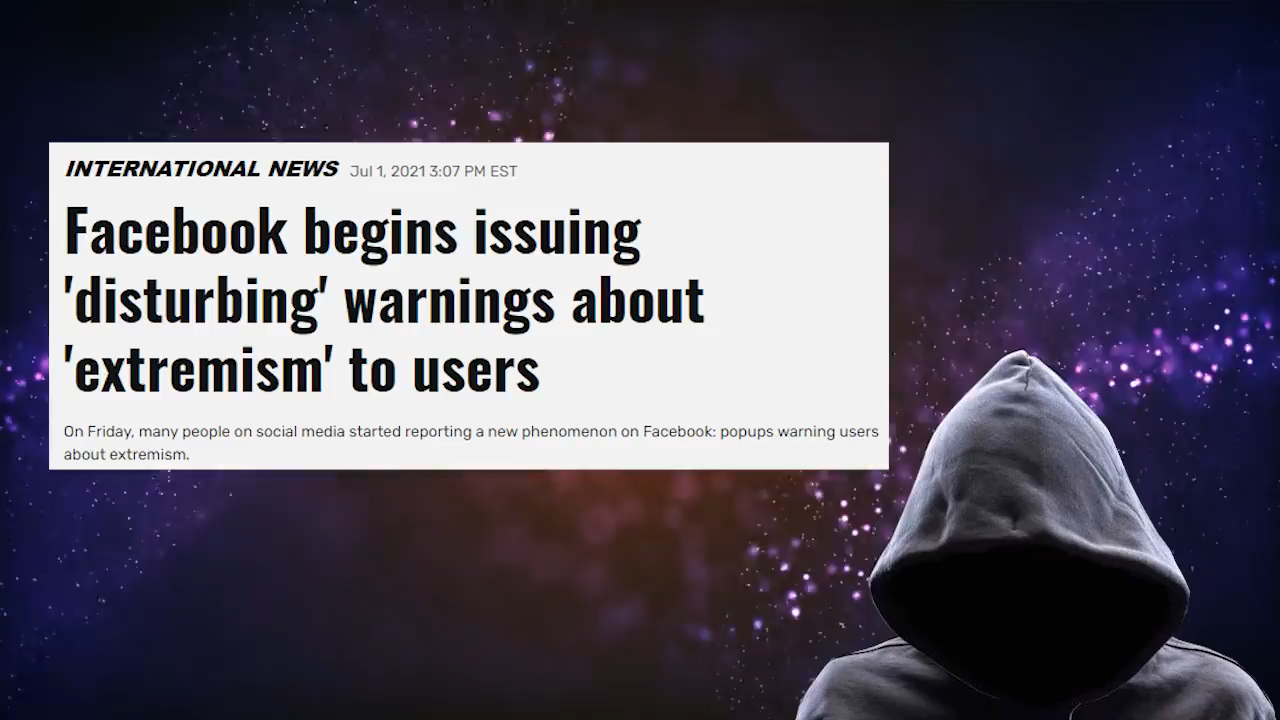 INTERNATIONAL NEWS Jul 1, 2021 3:07 PM EST
Facebook begins issuing
'disturbing' warnings about
'extremism' to users
On Friday, many people on social media started reporting a new phenomenon on Facebook: popups warning users
about extremism.